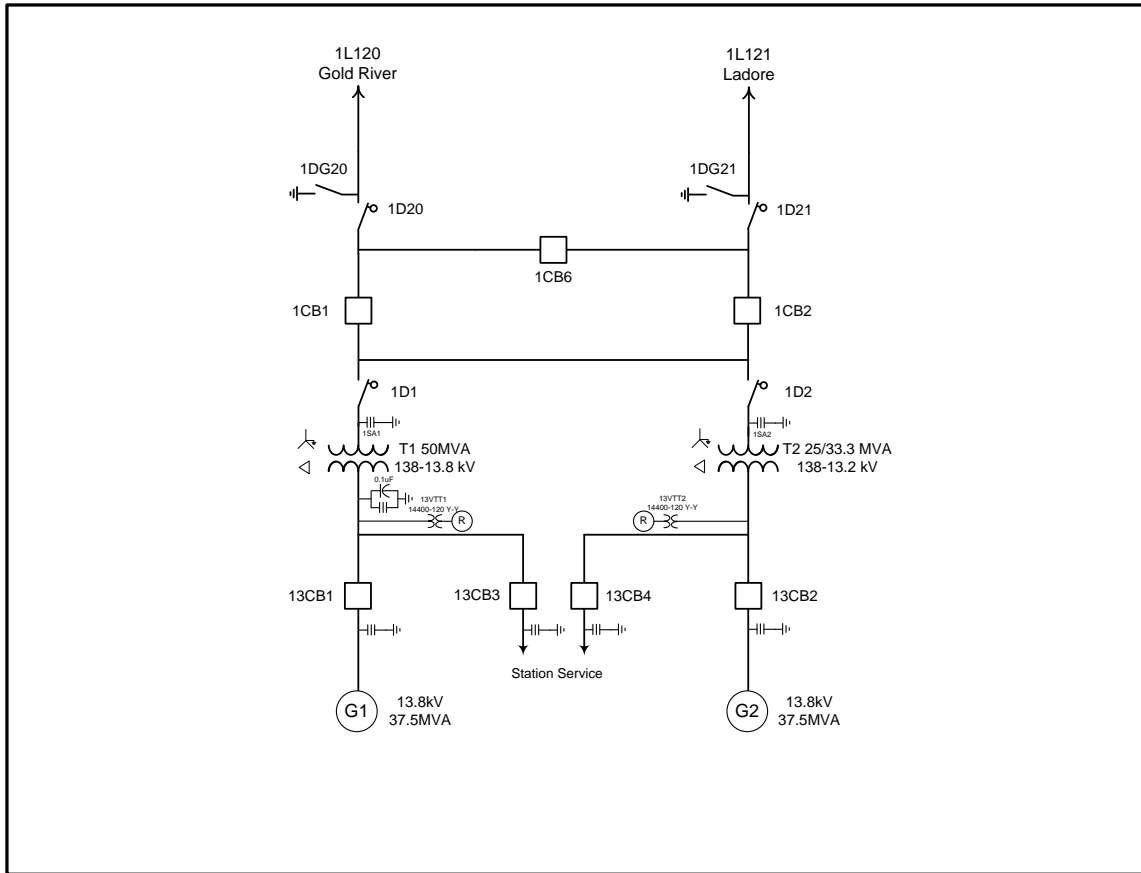 1L120
Gold River
1L121
Ladore
1DG20
1DG21
1D20
1D21
1CB6
1CB1
1CB2
1D1
1D2
1SA1
1SA2
T1 50MVA
138-13.8 kV
T2 25/33.3 MVA
138-13.2 kV
0.1uF
13VTT1
14400-120 Y-Y
R
13VTT2
14400-120 Y-Y
R
13CB1
13CB3
13CB4
13CB2
Station Service
G1
13.8kV
37.5MVA
G2
13.8kV
37.5MVA